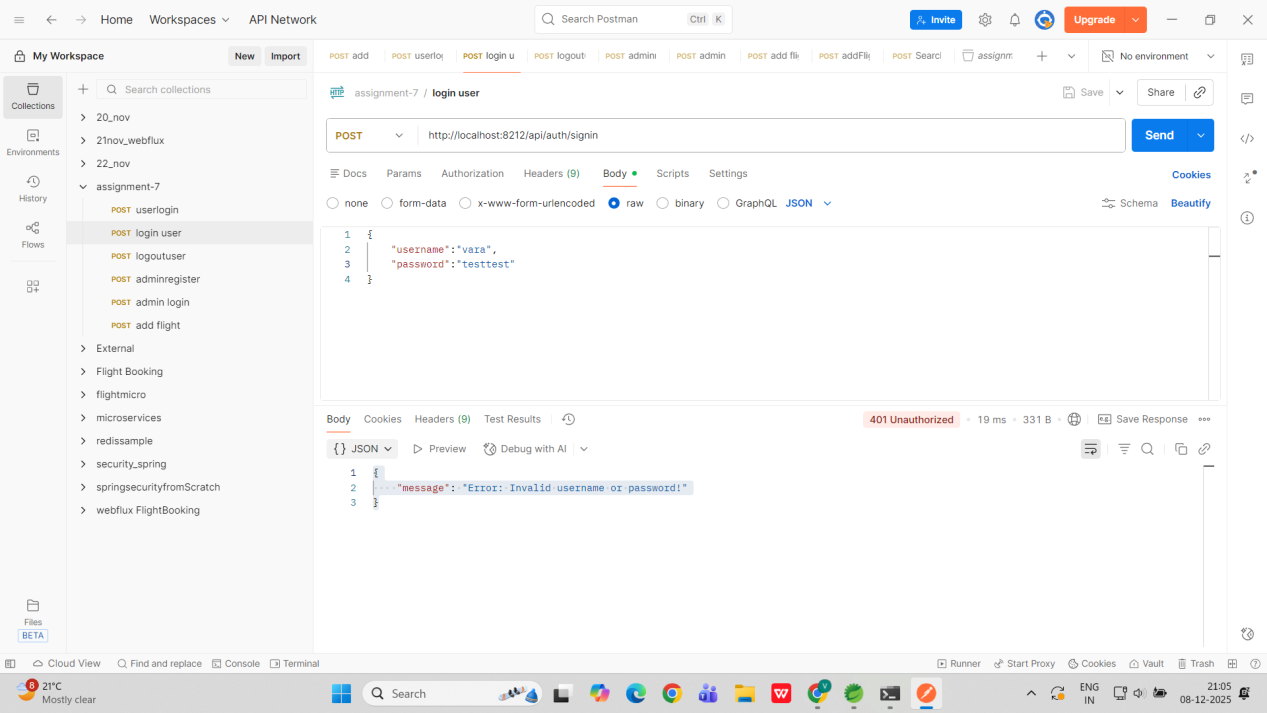 Home Workspaces API Network Search Postman Ctrl K Invite Upgrade
My Workspace New Import
POST add POST userlo POST login u POST logout POST admin POST admin POST add fli POST addFli POST Search assignm No environment
Search collections
Collections
Environments
History
Flows
Files
BETA
20_nov
21nov_webflux
22_nov
assignment-7
POST userlogin
POST login user
POST logoutuser
POST adminregister
POST admin login
POST add flight
External
Flight Booking
flightmicro
microservices
redissample
security_spring
springsecurityfromScratch
webflux FlightBooking
HTTP assignment-7 / login user Save Share
POST http://localhost:8212/api/auth/signin Send
Docs Params Authorization Headers (9) Body Scripts Settings Cookies
none form-data x-www-form-urlencoded raw binary GraphQL JSON Schema Beautify
1 {
2 "username":"vara",
3 "password":"testtest"
4 }
Body Cookies Headers (9) Test Results 401 Unauthorized 19 ms 331 B e.g. Save Response
{} JSON Preview Debug with AI
1 {
2 "message": "Error: Invalid username or password!"
3 }
Cloud View Find and replace Console Terminal Runner Start Proxy Cookies Vault Trash
8 21°C
Mostly clear
Search
V
ENG
IN
21:05
08-12-2025